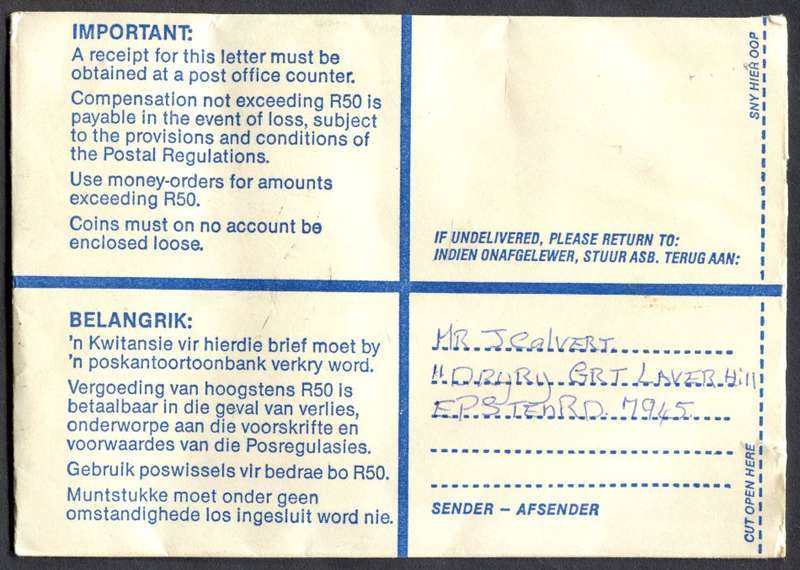 IMPORTANT:
A receipt for this letter must be
obtained at a post office counter.
Compensation not exceeding R50 is
payable in the event of loss, subject
to the provisions and conditions of
the Postal Regulations.
Use money-orders for amounts
exceeding R50.
Coins must on no account be
enclosed loose.
SNY HIER OOP
IF UNDELIVERED, PLEASE RETURN TO:
INDIEN ONAFGELEWER, STUUR ASB. TERUG AAN:
BELANGRIK:
'n Kwitansie vir hierdie brief moet by
'n poskantoortoonbank verkry word.
Vergoeding van hoogstens R50 is
betaalbaar in die geval van verlies,
onderworpe aan die voorskrifte en
voorwaardes van die Posregulasies.
Gebruik poswissels vir bedrae bo R50.
Muntstukke moet onder geen
omstandighede los ingesluit word nie.
MR J Calvert.
GRT LAVER Hill
RD. 7945
SENDER – AFSENDER
CUT OPEN HERE